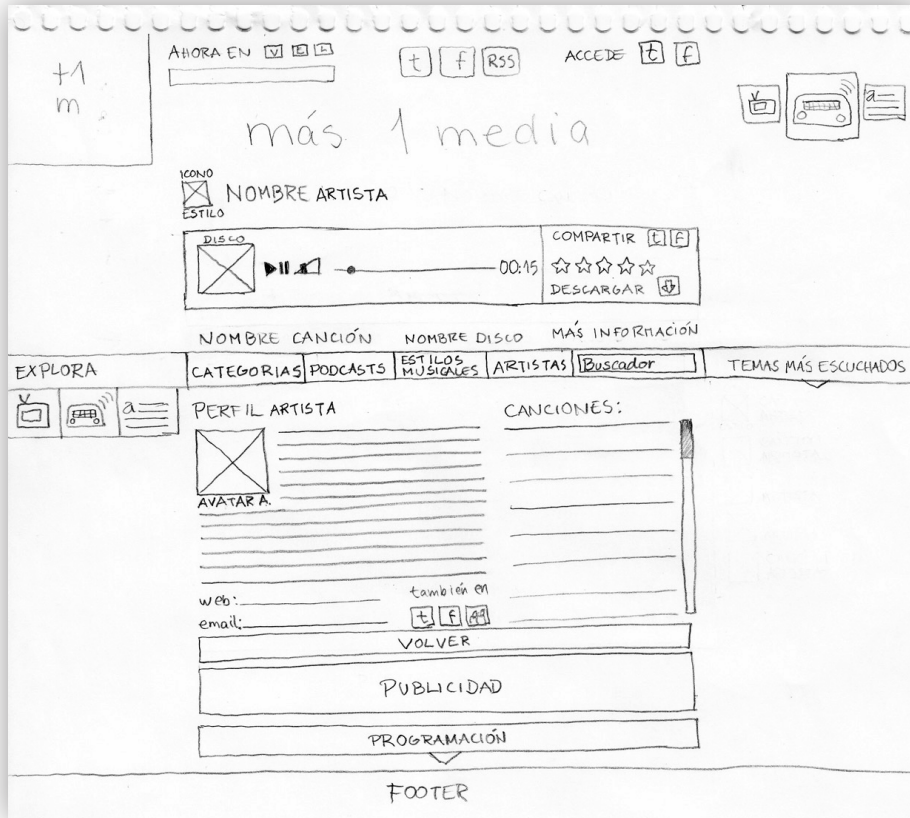 +1
m
AHORA EN V E L
t f RSS
ACCEDE t f
más 1 media
a
ICONO
NOMBRE ARTISTA
ESTILO
DISCO
00:15
COMPARTIR t f
DESCARGAR
NOMBRE CANCIÓN NOMBRE DISCO MÁS INFORMACIÓN
EXPLORA
CATEGORIAS PODCASTS ESTILOS MUSICALES ARTISTAS Buscador
TEMAS MÁS ESCUCHADOS
a
PERFIL ARTISTA
CANCIONES:
AVATAR A.
web:
email:
también en
t f
VOLVER
PUBLICIDAD
PROGRAMACIÓN
FOOTER